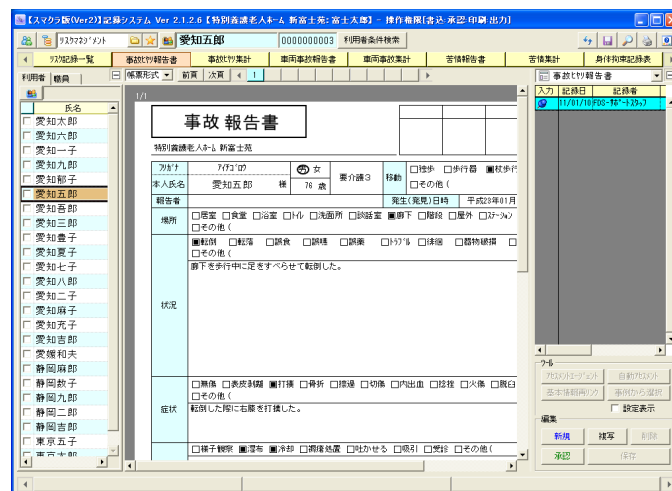 【スマクラ版(Ver2)】記録システム Ver 2.1.2.6 【特別養護老人ホーム 新富士苑: 富士太郎】 - 操作権限[書込·承認·印刷·出力]
ﾘｽｸﾏﾈｼﾞﾒﾝﾄ 愛知五郎 0000000003 利用者条件検索
ﾘｽｸ記録一覧 事故ﾋﾔﾘ報告書 事故ﾋﾔﾘ集計 車両事故報告書 車両事故集計 苦情報告書 苦情集計 身体拘束記録表
利用者 職員 帳票形式 前頁 次頁 1 事故ﾋﾔﾘ報告書
氏名
愛知太郎
愛知六郎
愛知一子
愛知九郎
愛知郁子
愛知五郎
愛知吾郎
愛知三郎
愛知豊子
愛知夏子
愛知七子
愛知八郎
愛知二子
愛知麻子
愛知充子
愛知吉郎
愛媛和夫
静岡麻郎
静岡数子
静岡九郎
静岡二郎
静岡吉郎
東京五子
1/1
事故 報告書
特別養護老人ﾎｰﾑ 新富士苑
ﾌﾘｶﾞﾅ ｱｲﾁｺﾞﾛｳ 男 女 要介護3 移動 □独歩 □歩行器 ■杖歩行
本人氏名 愛知五郎 様 76 歳 □その他 (
報告者 発生(発見)日時 平成23年01月
場所 □居室 □食堂 □浴室 □ﾄｲﾚ □洗面所 □談話室 ■廊下 □階段 □屋外 □ｽﾃｰｼｮﾝ
□その他 (
■転倒 □転落 □誤食 □誤嚥 □誤薬 □ﾄﾗﾌﾞﾙ □徘徊 □器物破損
□その他 (
状況 廊下を歩行中に足をすべらせて転倒した。
症状 □無傷 □表皮剥離 ■打撲 □骨折 □擦過 □切傷 □内出血 □捻挫 □火傷 □脱臼
□その他 (
転倒した際に右膝を打撲した。
□様子観察 ■湿布 ■冷却 □褥瘡処置 □吐かせる □吸引 □受診 □その他 (
入力 記録日 記録者
11/01/10 FDS-ｻﾎﾟｰﾄｽﾀｯﾌ
ﾂｰﾙ
ｱｾｽﾒﾝﾄｴｰｼﾞｪﾝﾄ 自動ｱｾｽﾒﾝﾄ
基本情報再ﾘﾝｸ 事例から選択
設定表示
編集
新規 複写 削除
承認 保存